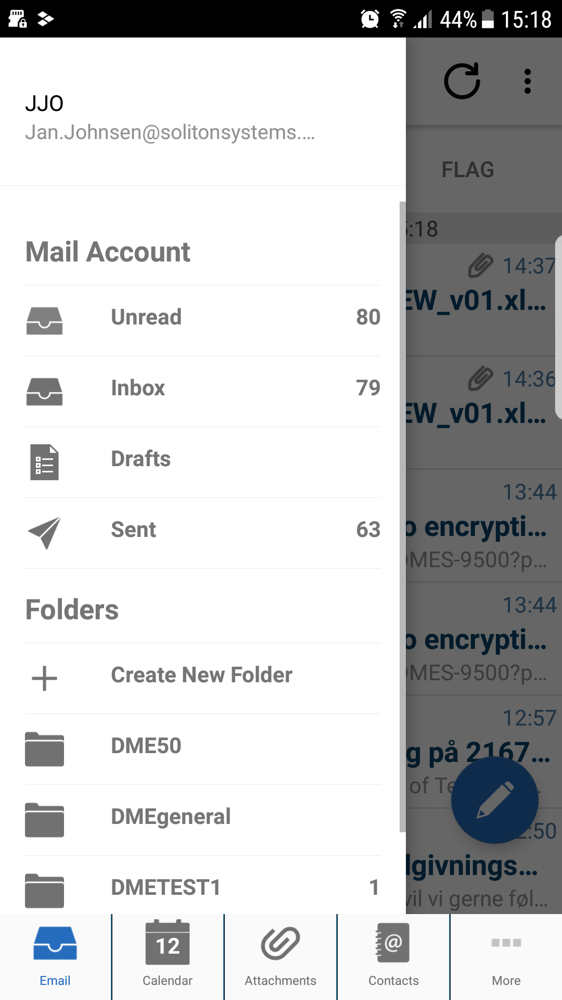 44% 15:18
JJO
Jan.Johnsen@solitonsystems.…
FLAG
:18
Mail Account
14:37
Unread 80
EW_v01.xl…
Inbox 79
14:36
EW_v01.xl…
Drafts
13:44
Sent 63
o encrypti…
MES-9500?p…
Folders
13:44
o encrypti…
Create New Folder
MES-9500?p…
12:57
DME50
g på 2167…
of Te
DMEgeneral
:50
lgivnings…
DMETEST1 1
vil vi gerne føl…
12
@
Email Calendar Attachments Contacts More